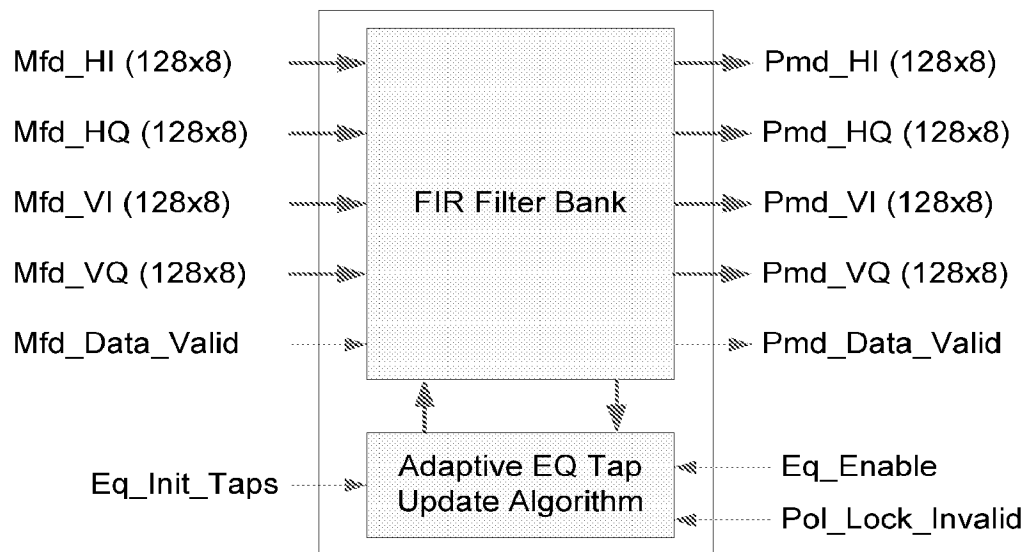 Mfd_HI (128x8)
Pmd_HI (128x8)
Mfd_HQ (128x8)
Pmd_HQ (128x8)
Mfd_VI (128x8)
FIR Filter Bank
Pmd_VI (128x8)
Mfd_VQ (128x8)
Pmd_VQ (128x8)
Mfd_Data_Valid
Pmd_Data_Valid
Eq_Init_Taps
Adaptive EQ Tap
Update Algorithm
Eq_Enable
Pol_Lock_Invalid